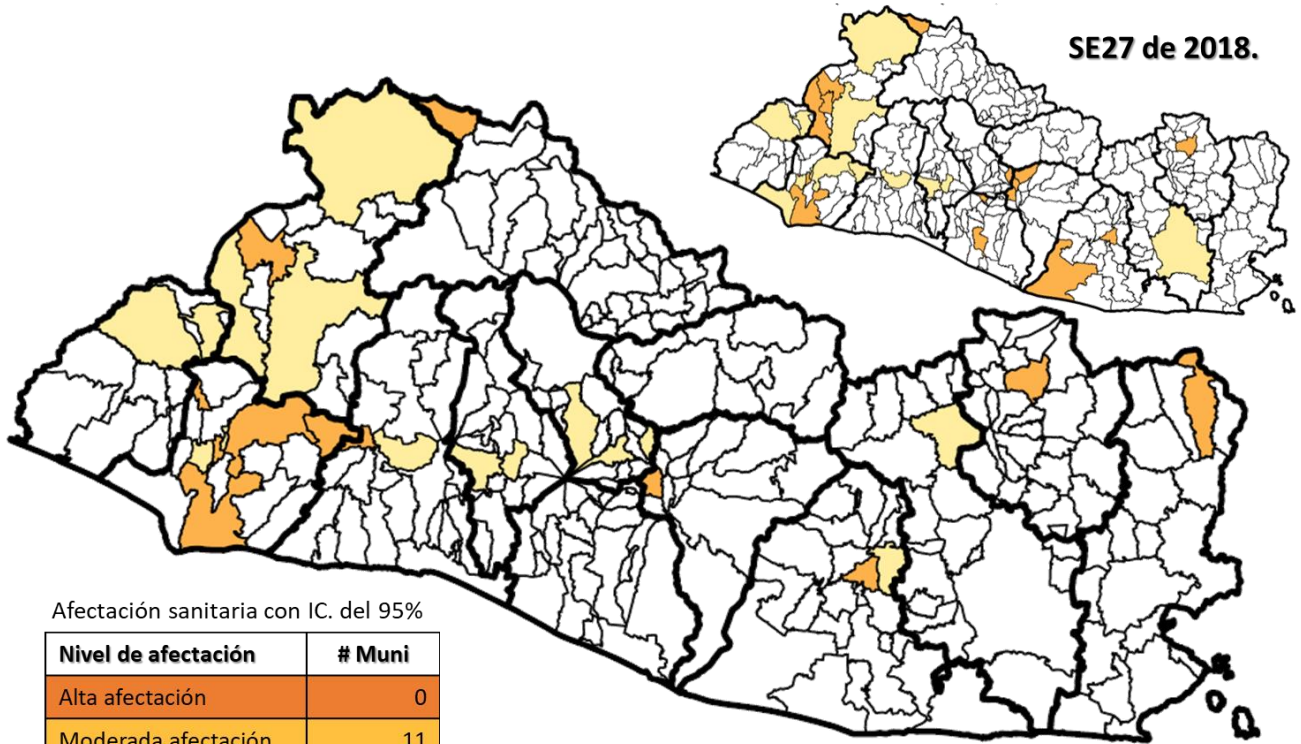 SE27 de 2018.
Afectación sanitaria con IC. del 95%
Nivel de afectación # Muni
Alta afectación 0
Moderada afectación 11